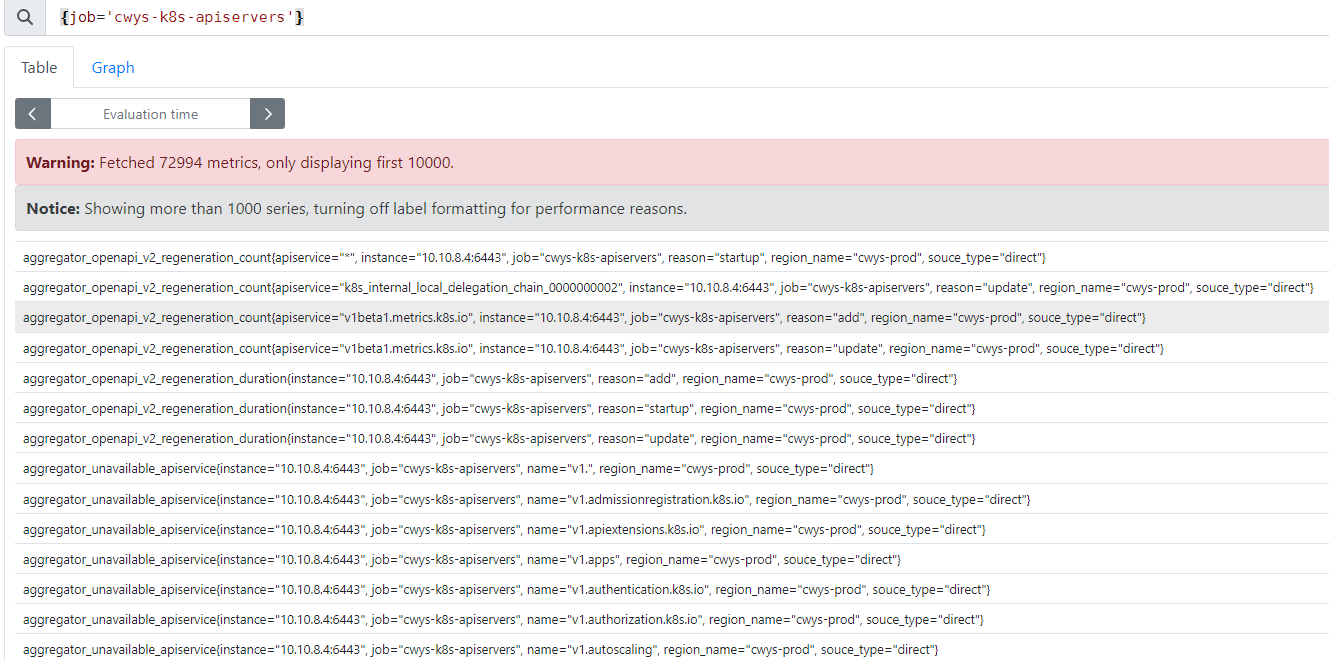 {job='cwys-k8s-apiservers'}
Table Graph
Evaluation time
Warning: Fetched 72994 metrics, only displaying first 10000.
Notice: Showing more than 1000 series, turning off label formatting for performance reasons.
aggregator_openapi_v2_regeneration_count{apiservice="*", instance="10.10.8.4:6443", job="cwys-k8s-apiservers", reason="startup", region_name="cwys-prod", souce_type="direct"}
aggregator_openapi_v2_regeneration_count{apiservice="k8s_internal_local_delegation_chain_0000000002", instance="10.10.8.4:6443", job="cwys-k8s-apiservers", reason="update", region_name="cwys-prod", souce_type="direct"}
aggregator_openapi_v2_regeneration_count{apiservice="v1beta1.metrics.k8s.io", instance="10.10.8.4:6443", job="cwys-k8s-apiservers", reason="add", region_name="cwys-prod", souce_type="direct"}
aggregator_openapi_v2_regeneration_count{apiservice="v1beta1.metrics.k8s.io", instance="10.10.8.4:6443", job="cwys-k8s-apiservers", reason="update", region_name="cwys-prod", souce_type="direct"}
aggregator_openapi_v2_regeneration_duration{instance="10.10.8.4:6443", job="cwys-k8s-apiservers", reason="add", region_name="cwys-prod", souce_type="direct"}
aggregator_openapi_v2_regeneration_duration{instance="10.10.8.4:6443", job="cwys-k8s-apiservers", reason="startup", region_name="cwys-prod", souce_type="direct"}
aggregator_openapi_v2_regeneration_duration{instance="10.10.8.4:6443", job="cwys-k8s-apiservers", reason="update", region_name="cwys-prod", souce_type="direct"}
aggregator_unavailable_apiservice{instance="10.10.8.4:6443", job="cwys-k8s-apiservers", name="v1.", region_name="cwys-prod", souce_type="direct"}
aggregator_unavailable_apiservice{instance="10.10.8.4:6443", job="cwys-k8s-apiservers", name="v1.admissionregistration.k8s.io", region_name="cwys-prod", souce_type="direct"}
aggregator_unavailable_apiservice{instance="10.10.8.4:6443", job="cwys-k8s-apiservers", name="v1.apiextensions.k8s.io", region_name="cwys-prod", souce_type="direct"}
aggregator_unavailable_apiservice{instance="10.10.8.4:6443", job="cwys-k8s-apiservers", name="v1.apps", region_name="cwys-prod", souce_type="direct"}
aggregator_unavailable_apiservice{instance="10.10.8.4:6443", job="cwys-k8s-apiservers", name="v1.authentication.k8s.io", region_name="cwys-prod", souce_type="direct"}
aggregator_unavailable_apiservice{instance="10.10.8.4:6443", job="cwys-k8s-apiservers", name="v1.authorization.k8s.io", region_name="cwys-prod", souce_type="direct"}
aggregator_unavailable_apiservice{instance="10.10.8.4:6443", job="cwys-k8s-apiservers", name="v1.autoscaling", region_name="cwys-prod", souce_type="direct"}